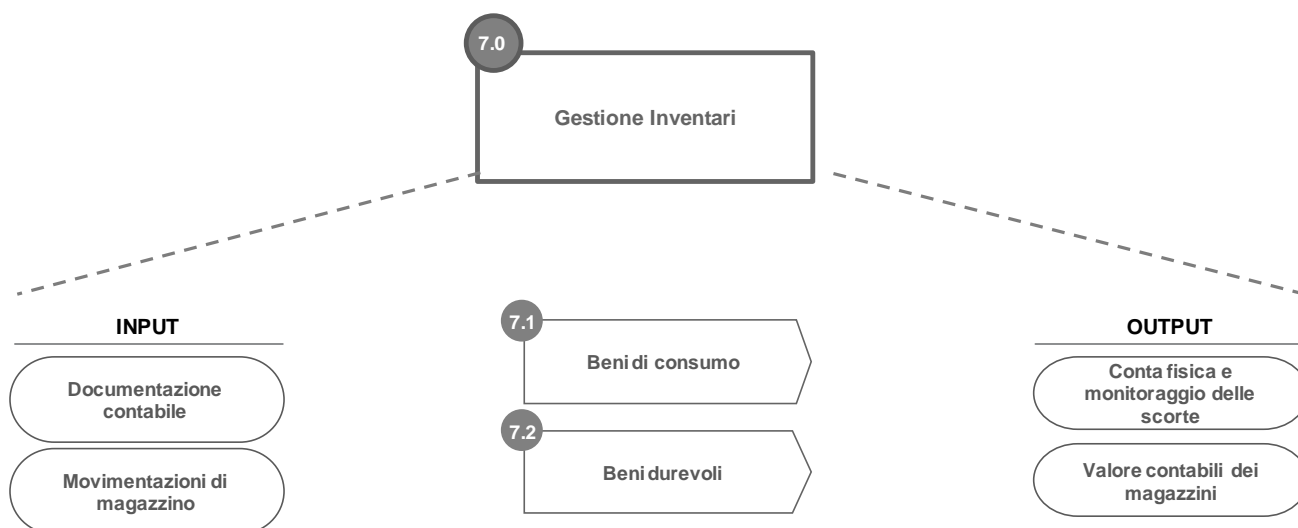 7.0
Gestione Inventari
INPUT
Documentazione
contabile
Movimentazioni di
magazzino
7.1
Beni di consumo
7.2
Beni durevoli
OUTPUT
Conta fisica e
monitoraggio delle
scorte
Valore contabili dei
magazzini